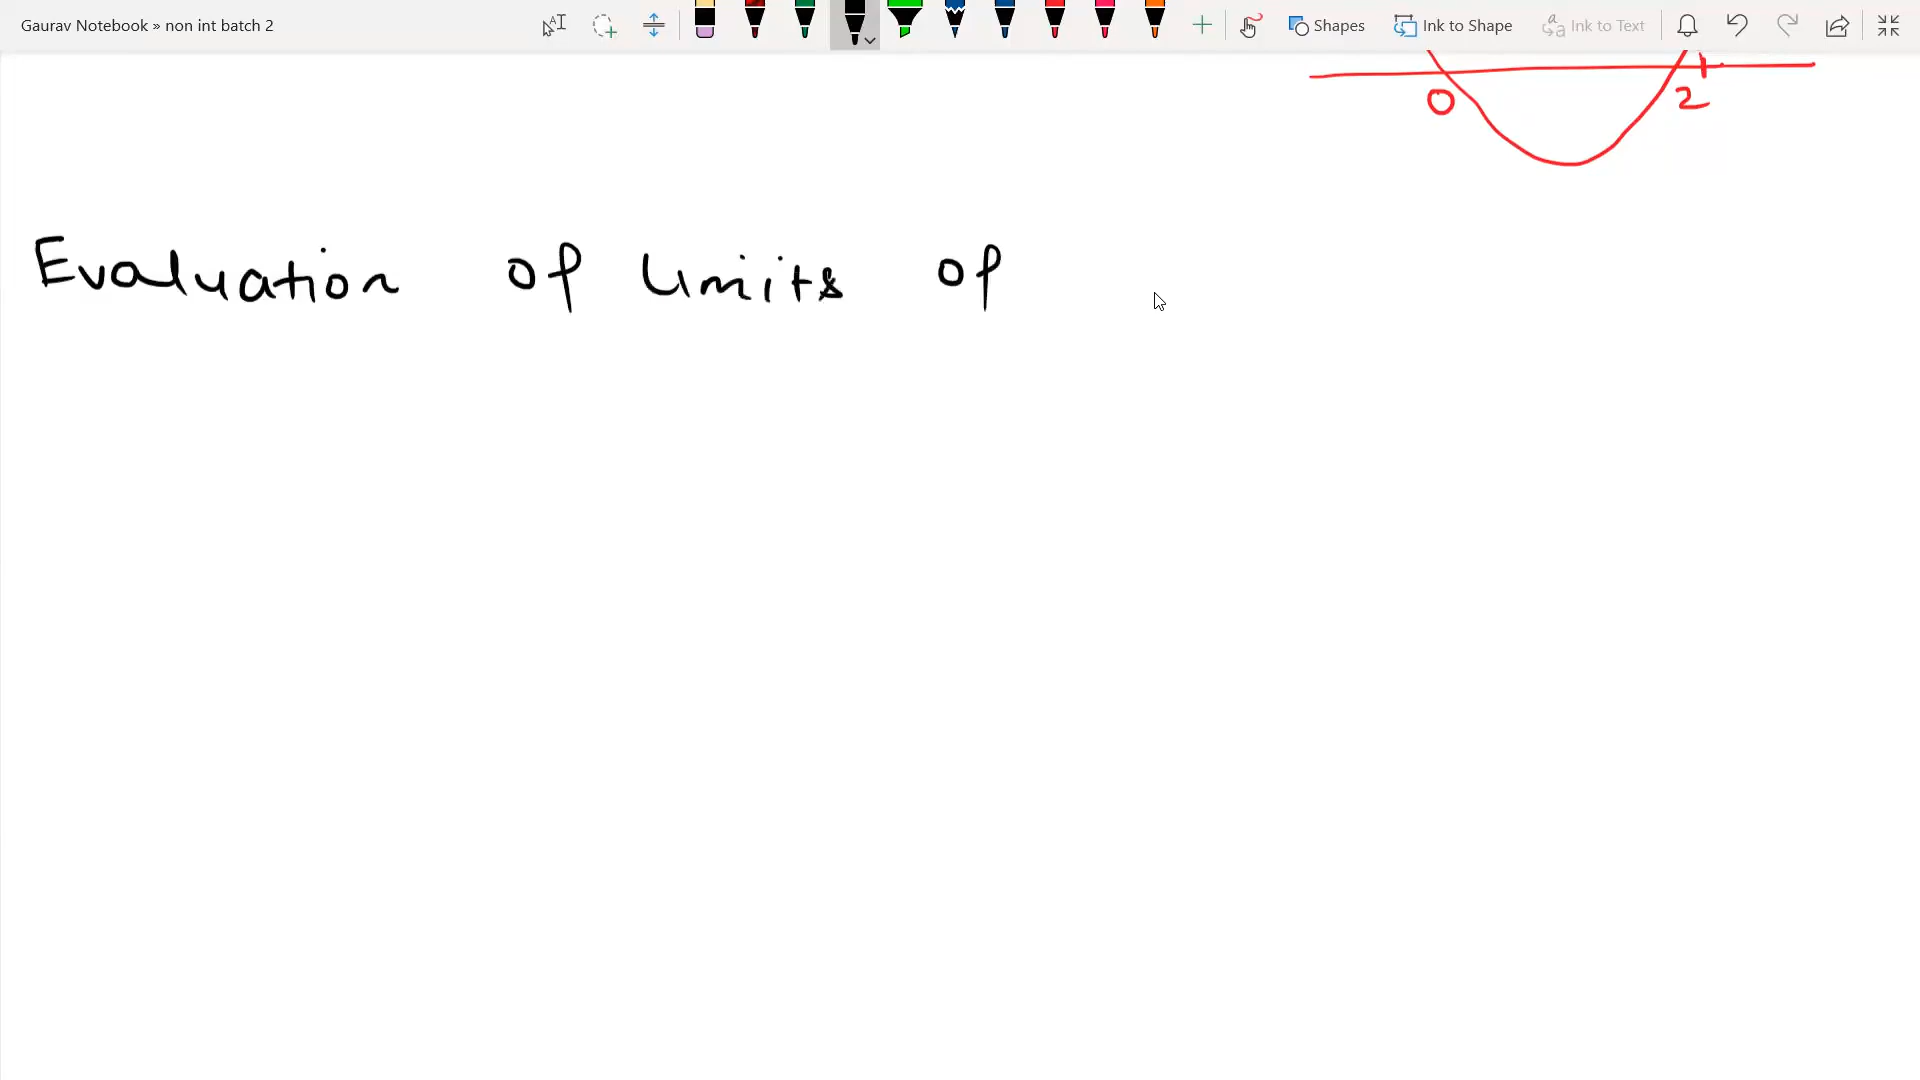 Gaurav Notebook » non int batch 2
Shapes
Ink to Shape
Ink to Text
0
2
Evaluation of limits of